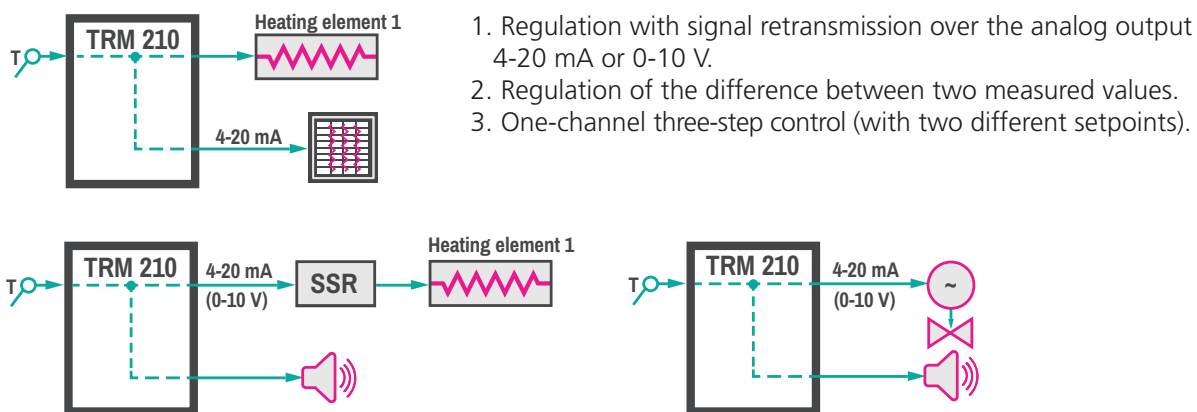 Heating element 1
TRM 210
T
4-20 mA
1. Regulation with signal retransmission over the analog output
4-20 mA or 0-10 V.
2. Regulation of the difference between two measured values.
3. One-channel three-step control (with two different setpoints).
Heating element 1
TRM 210
T
4-20 mA
(0-10 V)
SSR
TRM 210
T
4-20 mA
(0-10 V)
~